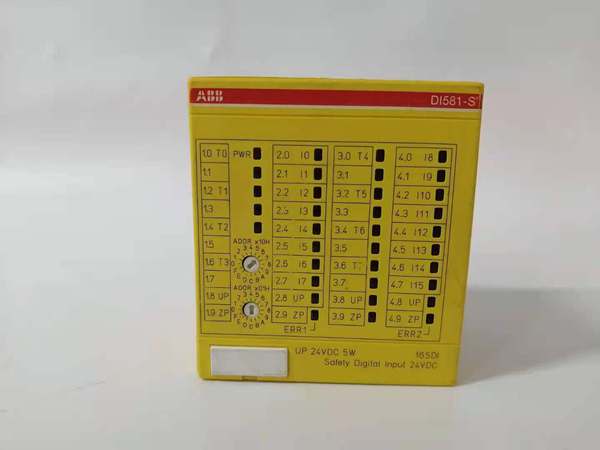 ABB DI581-S
1.0 T0 PWR 2.0 I0 3.0 T4 4.0 I8
1.1 2.1 I1 3.1 4.1 I9
1.2 T1 2.2 I2 3.2 T5 4.2 I10
1.3 2.3 I3 3.3 4.3 I11
1.4 T2 2.4 I4 3.4 T6 4.4 I12
1.5 ADDR x10H 2.5 I5 3.5 4.5 I13
1.6 T3 2.6 I6 3.6 4.6 I14
1.7 2.7 I7 3.7 4.7 I15
1.8 UP ADDR x01H 2.8 UP 3.8 UP 4.8 UP
1.9 ZP 2.9 ZP 3.9 ZP 4.9 ZP
ERR1 ERR2
UP 24VDC 5W 16SDI
Safety Digital Input 24VDC